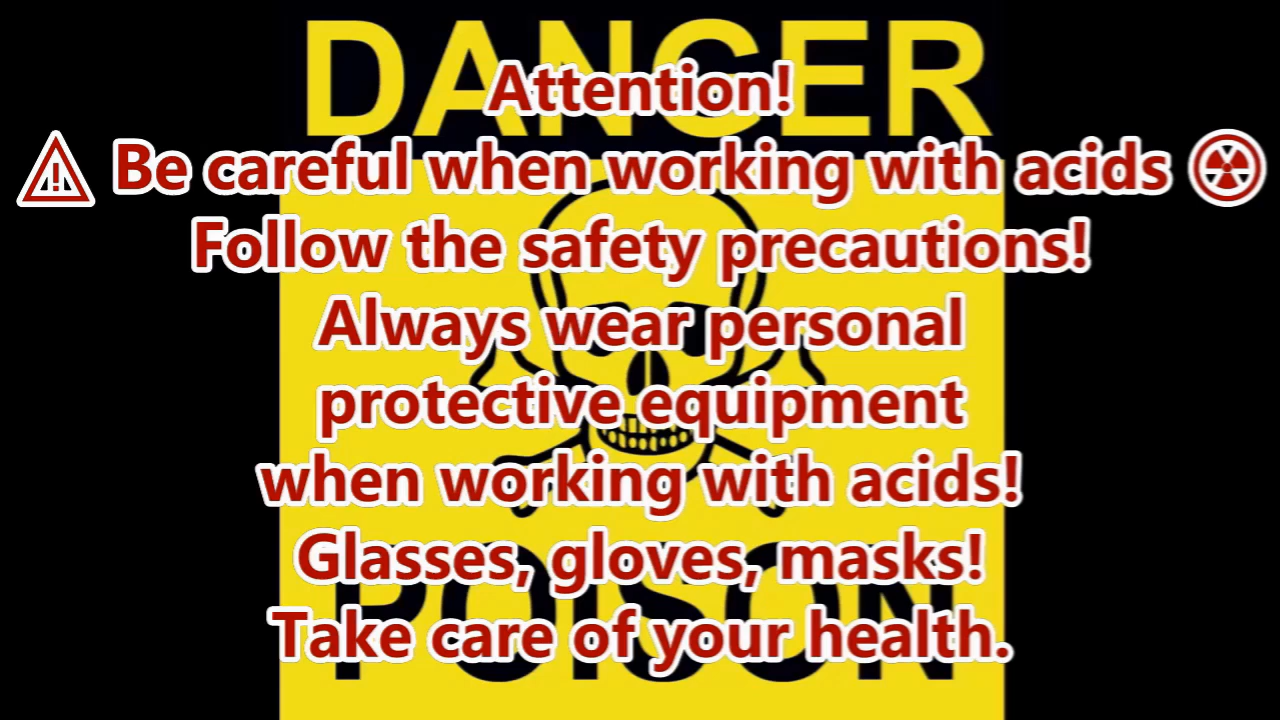 DANGER
Attention!
⚠ Be careful when working with acids ☢
Follow the safety precautions!
Always wear personal
protective equipment
when working with acids!
Glasses, gloves, masks!
POISON
Take care of your health.